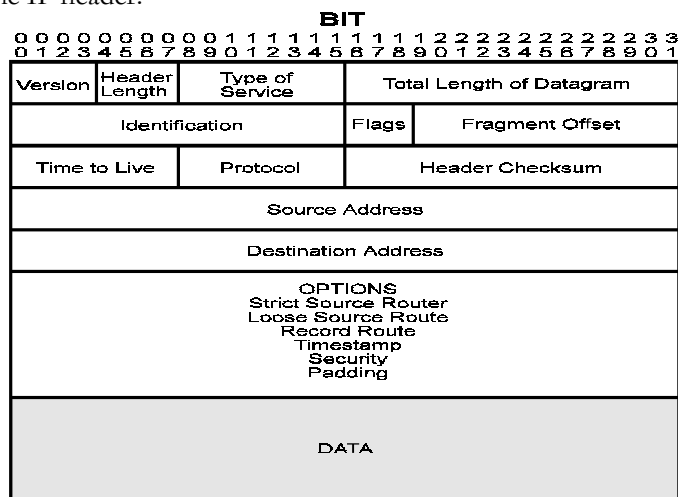 BIT
0 0 0 0 0 0 0 0 0 0 1 1 1 1 1 1 1 1 1 1 2 2 2 2 2 2 2 2 2 2 3 3
0 1 2 3 4 5 6 7 8 9 0 1 2 3 4 5 6 7 8 9 0 1 2 3 4 5 6 7 8 9 0 1
Version
Header
Length
Type of
Service
Total Length of Datagram
Identification
Flags
Fragment Offset
Time to Live
Protocol
Header Checksum
Source Address
Destination Address
OPTIONS
Strict Source Router
Loose Source Route
Record Route
Timestamp
Security
Padding
DATA